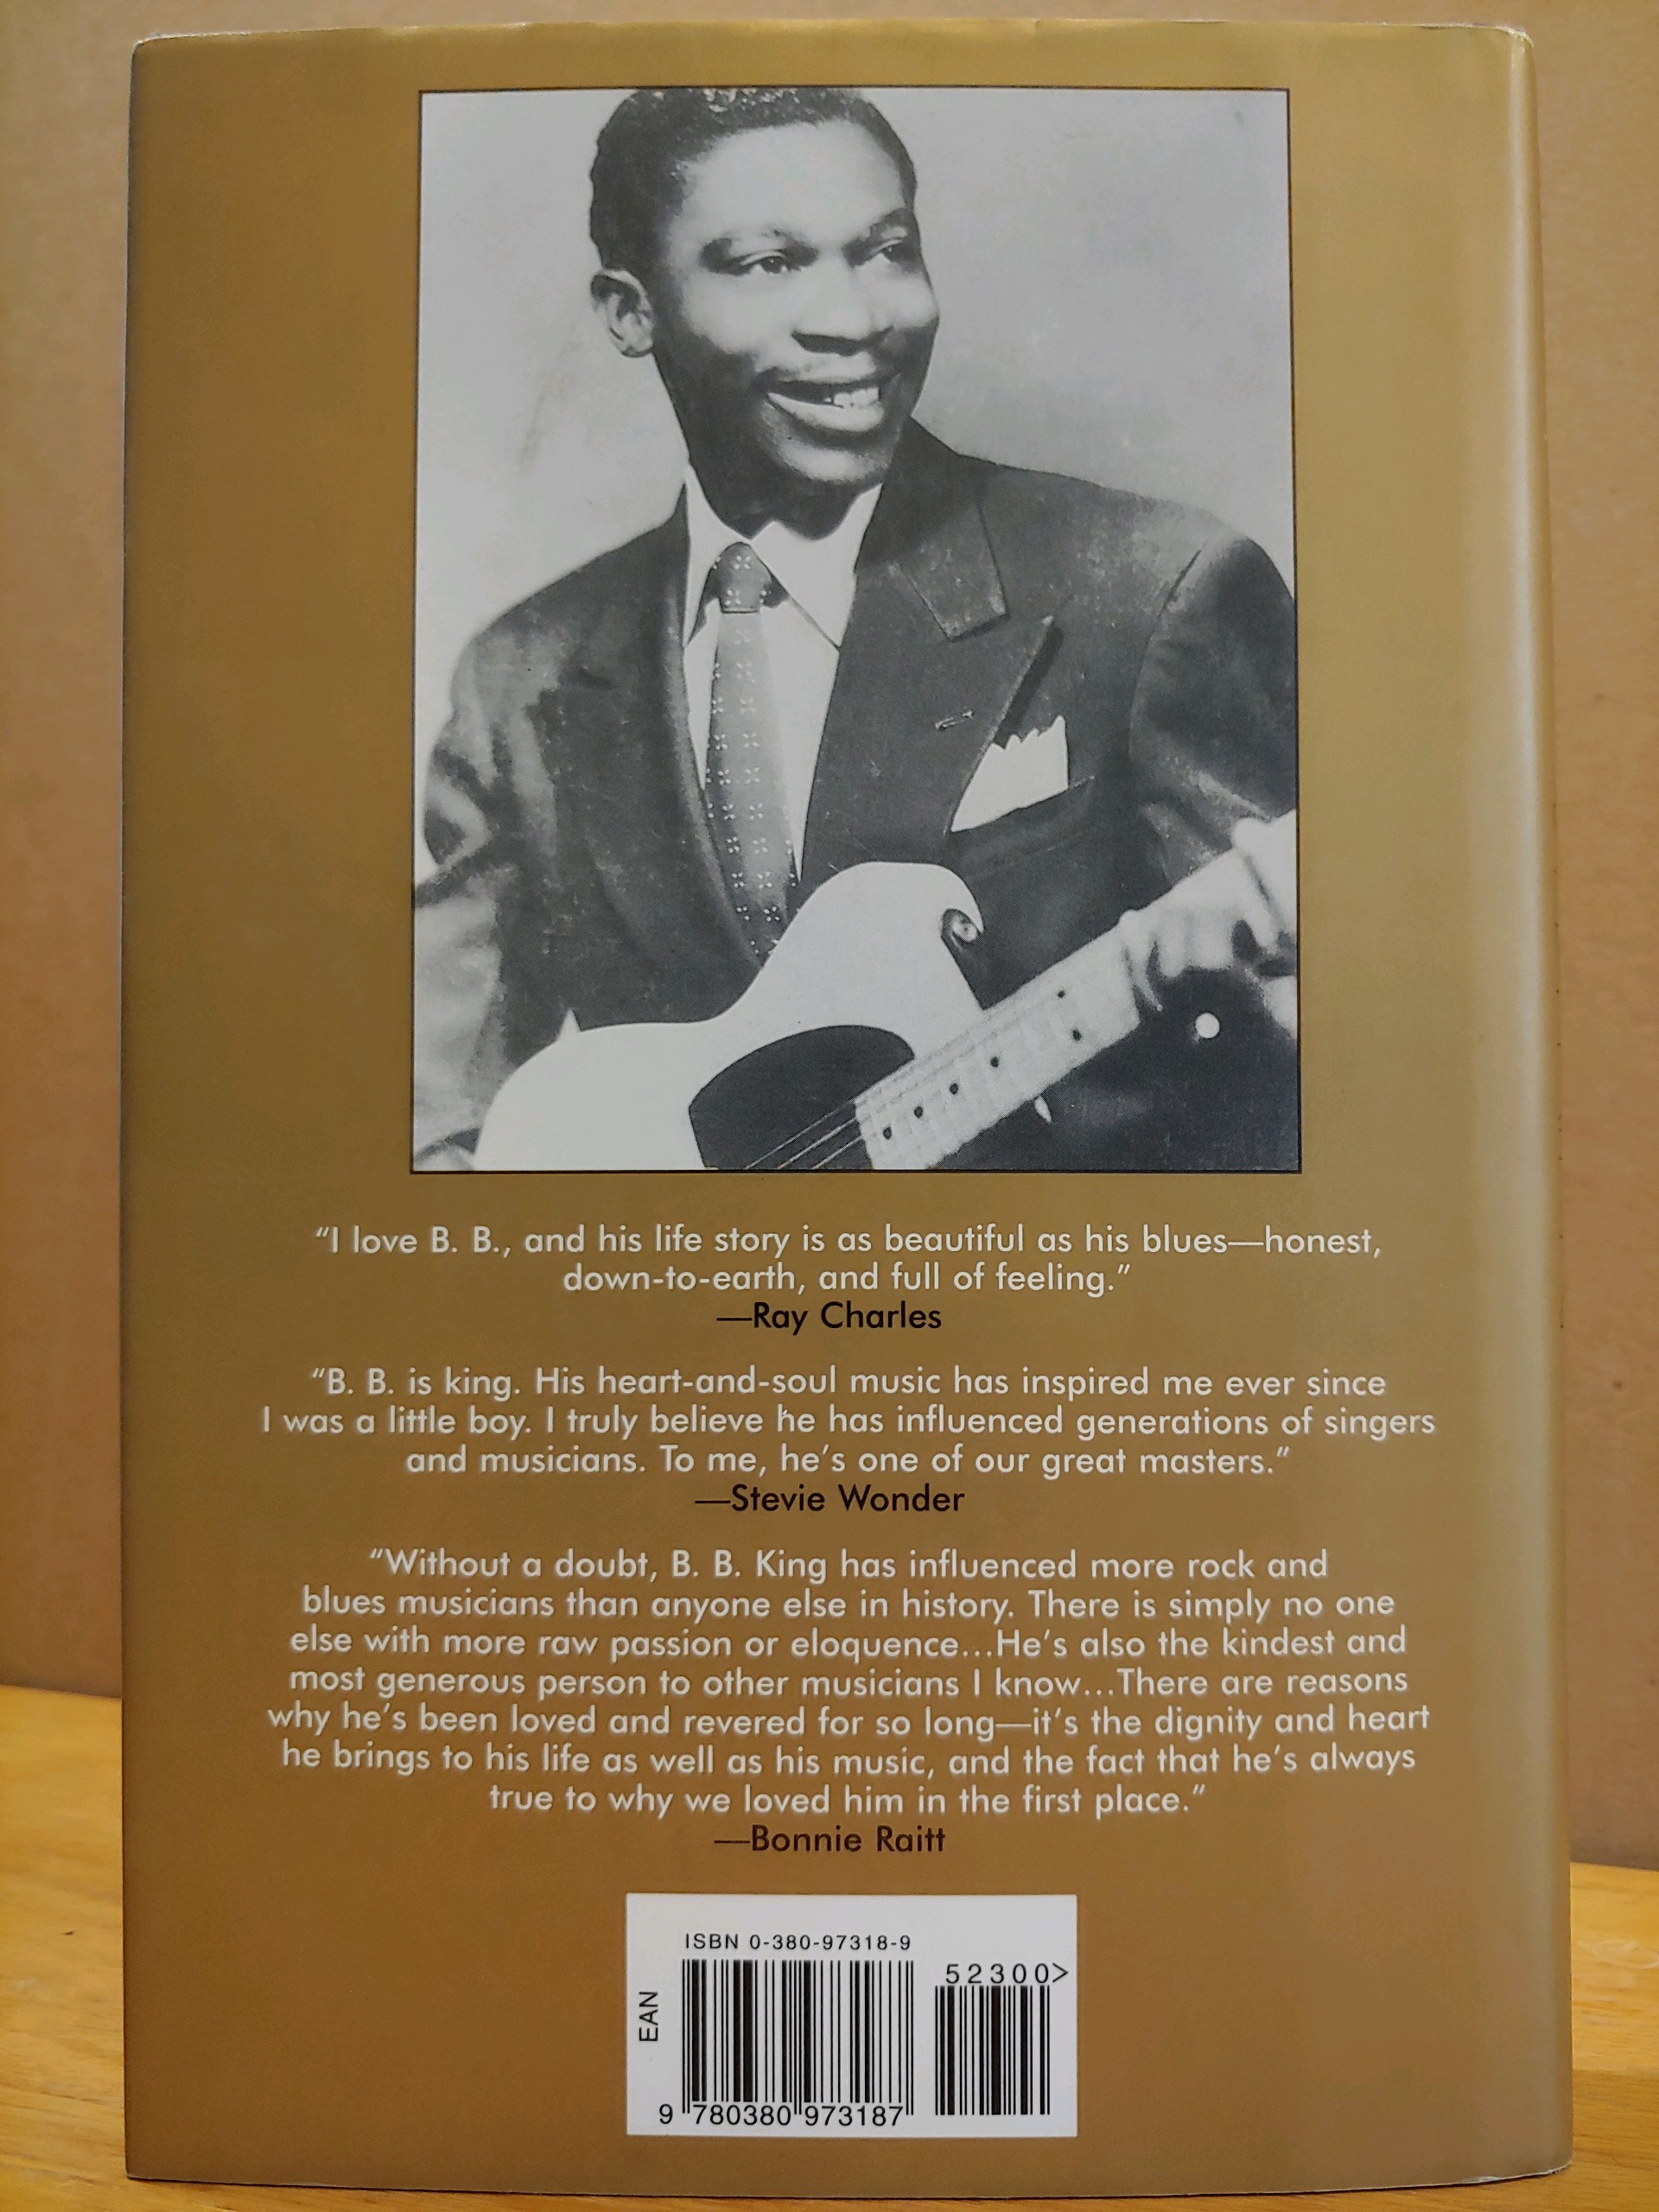 “I love B. B., and his life story is as beautiful as his blues—honest,
down-to-earth, and full of feeling.”
—Ray Charles
“B. B. is king. His heart-and-soul music has inspired me ever since
I was a little boy. I truly believe he has influenced generations of singers
and musicians. To me, he’s one of our great masters.”
—Stevie Wonder
“Without a doubt, B. B. King has influenced more rock and
blues musicians than anyone else in history. There is simply no one
else with more raw passion or eloquence...He’s also the kindest and
most generous person to other musicians I know...There are reasons
why he’s been loved and revered for so long—it’s the dignity and heart
he brings to his life as well as his music, and the fact that he’s always
true to why we loved him in the first place.”
—Bonnie Raitt
ISBN 0-380-97318-9
52300>
EAN
9 780380 973187